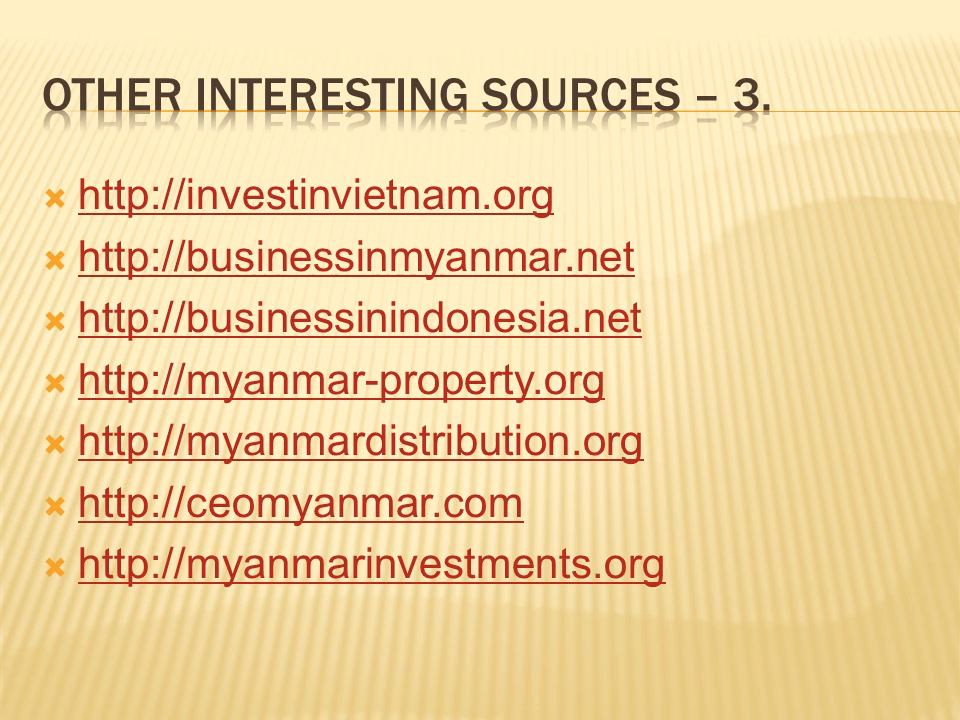 OTHER INTERESTING SOURCES – 3.
http://investinvietnam.org
http://businessinmyanmar.net
http://businessinindonesia.net
http://myanmar-property.org
http://myanmardistribution.org
http://ceomyanmar.com
http://myanmarinvestments.org